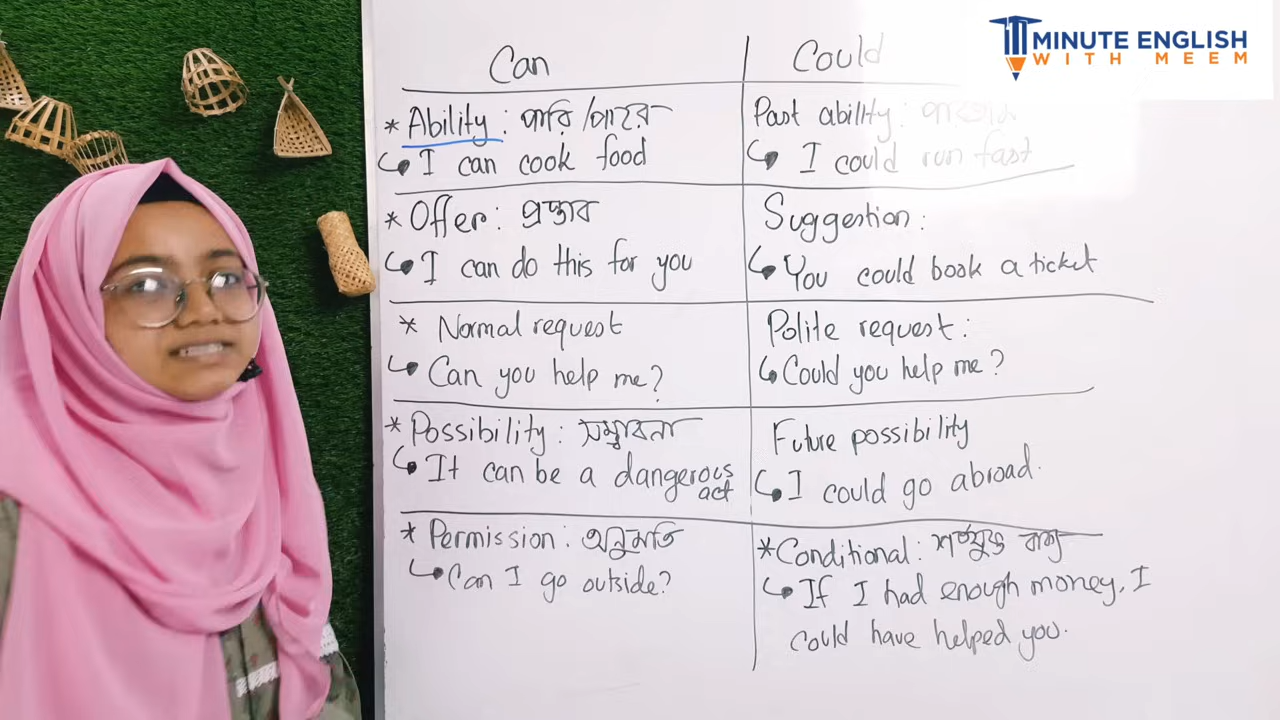 MINUTE ENGLISH
WITH MEEM
Can
Could
* Ability: পারি/পারে
I can cook food
Past ability: পারতাম
I could run fast
* Offer: প্রস্তাব
I can do this for you
Suggestion:
You could book a ticket
* Normal request
Can you help me?
Polite request:
Could you help me?
* Possibility: সম্ভাবনা
It can be a dangerous
act
Future possibility
I could go abroad.
* Permission: অনুমতি
Can I go outside?
* Conditional: শর্তযুক্ত বাক্য
If I had enough money, I
could have helped you.